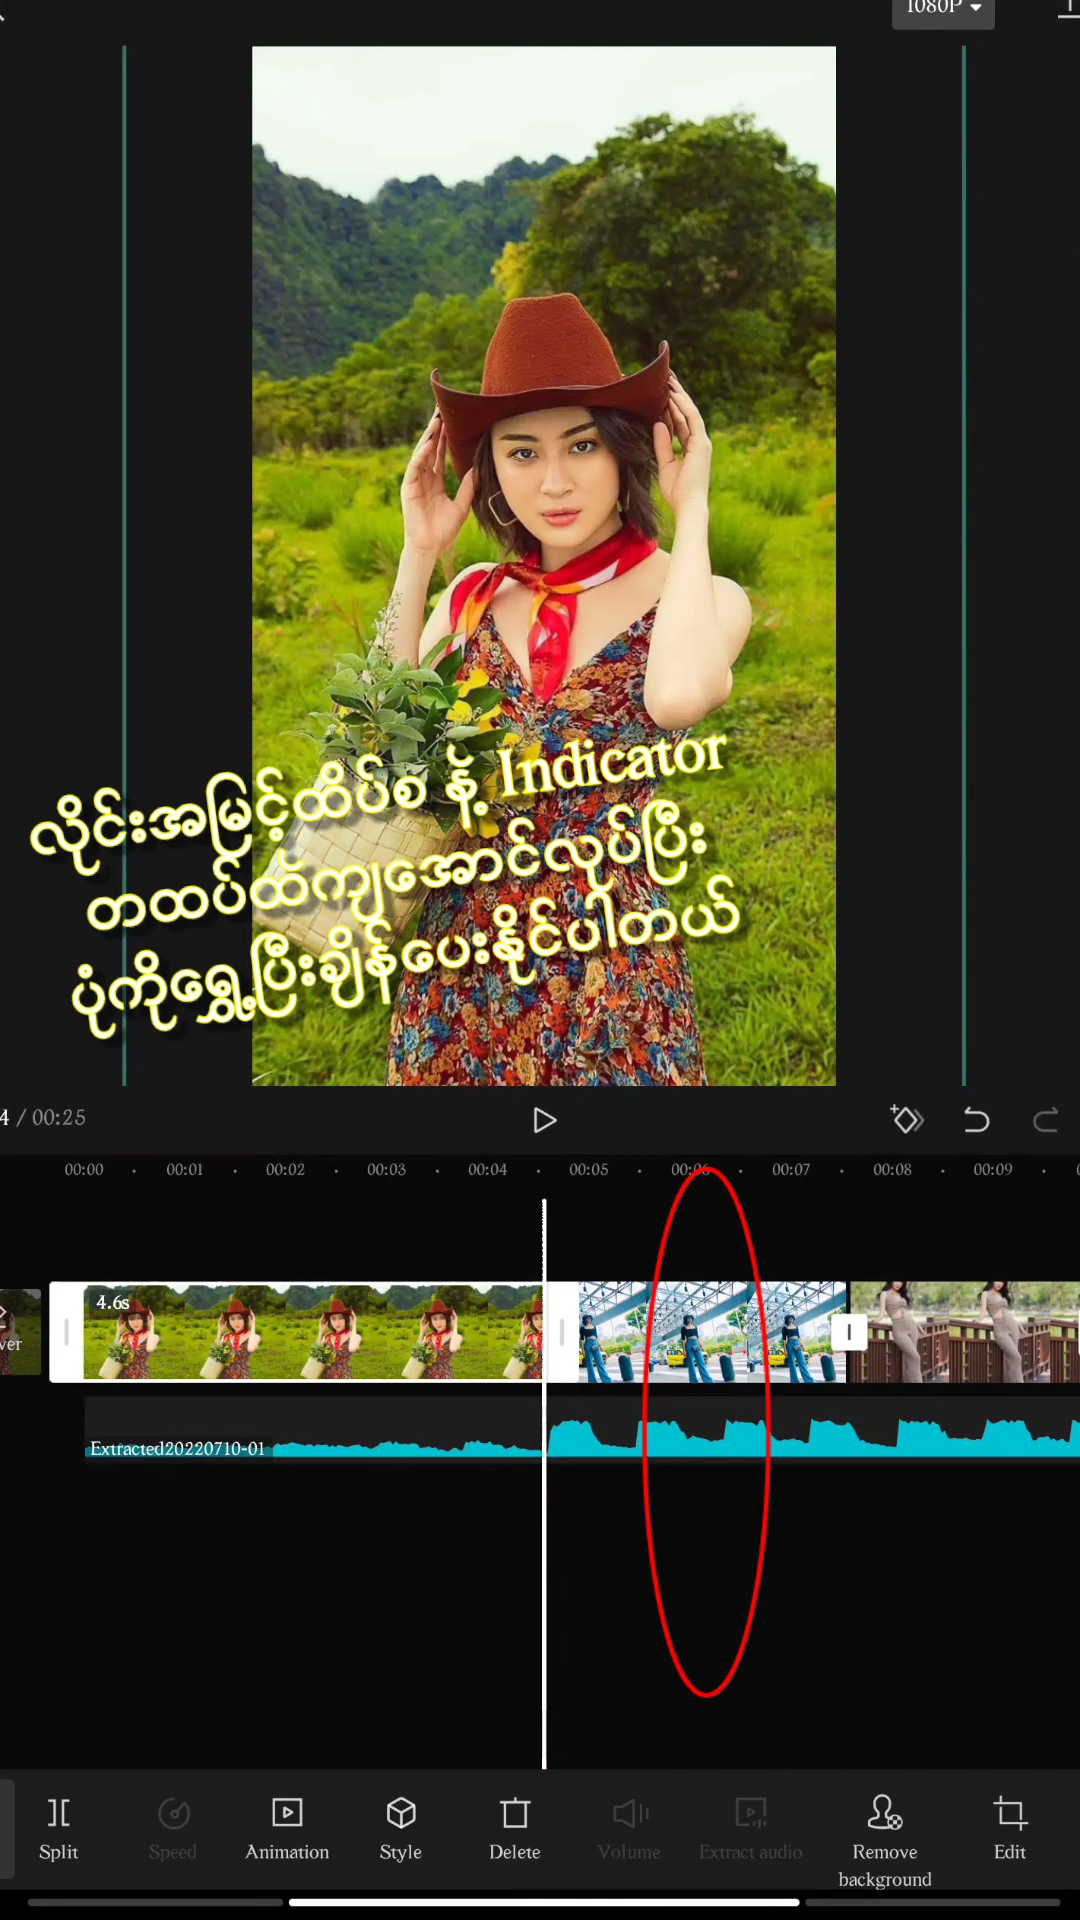 1080P
လိုင်းအမြင့်ထိပ်စ နဲ့ Indicator
တထပ်ထဲကျအောင်လုပ်ပြီး
ပုံကိုရွှေ့ပြီးချိန်ပေးနိုင်ပါတယ်
4 / 00:25
00:00 00:01 00:02 00:03 00:04 00:05 00:06 00:07 00:08 00:09
4.6s
ver
Extracted20220710-01
Split Speed Animation Style Delete Volume Extract audio Remove background Edit